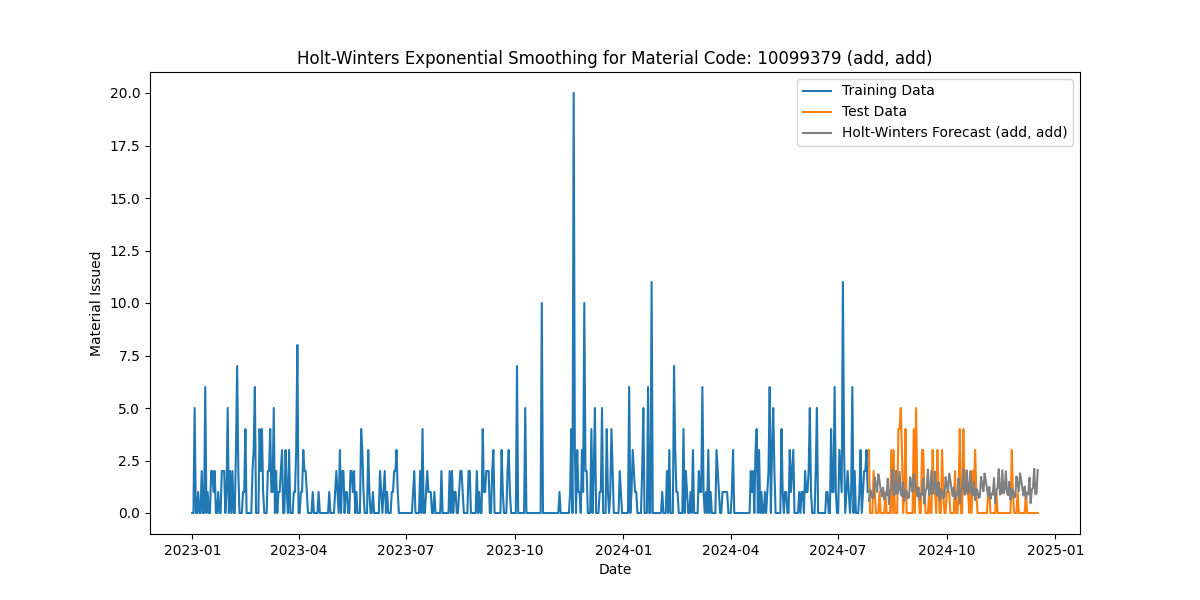 Holt-Winters Exponential Smoothing for Material Code: 10099379 (add, add)
Training Data
Test Data
Holt-Winters Forecast (add, add)
Material Issued
20.0
17.5
15.0
12.5
10.0
7.5
5.0
2.5
0.0
2023-01 2023-04 2023-07 2023-10 2024-01 2024-04 2024-07 2024-10 2025-01
Date